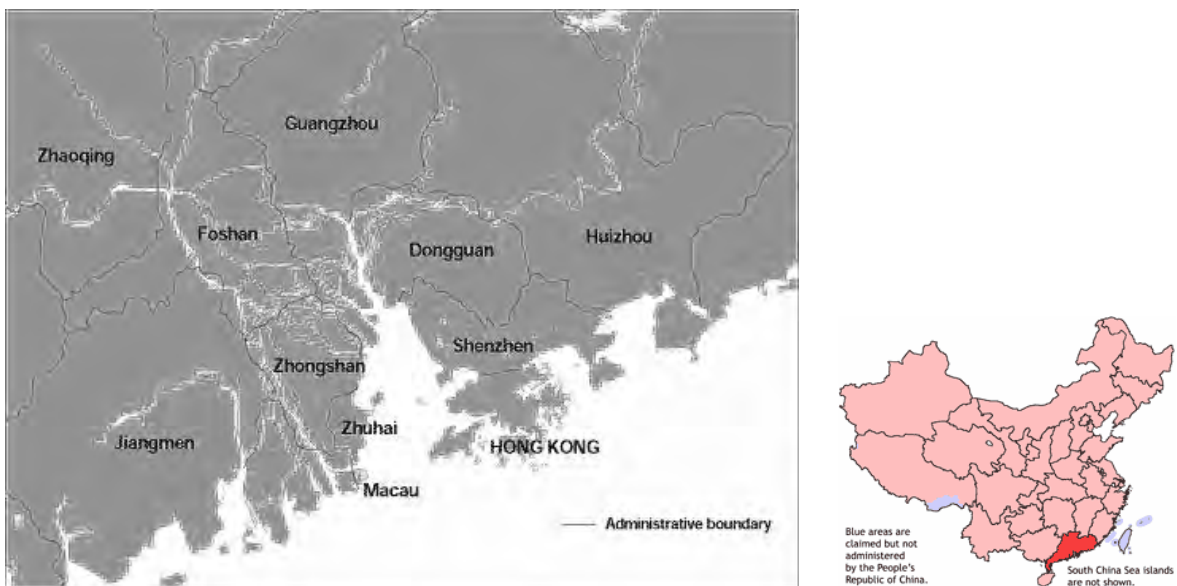 Guangzhou
Zhaoqing
Foshan
Dongguan
Huizhou
Shenzhen
Zhongshan
Zhuhai
Jiangmen
HONG KONG
Macau
Administrative boundary
Blue areas are
claimed but not
administered
by the People's
Republic of China.
South China Sea islands
are not shown.